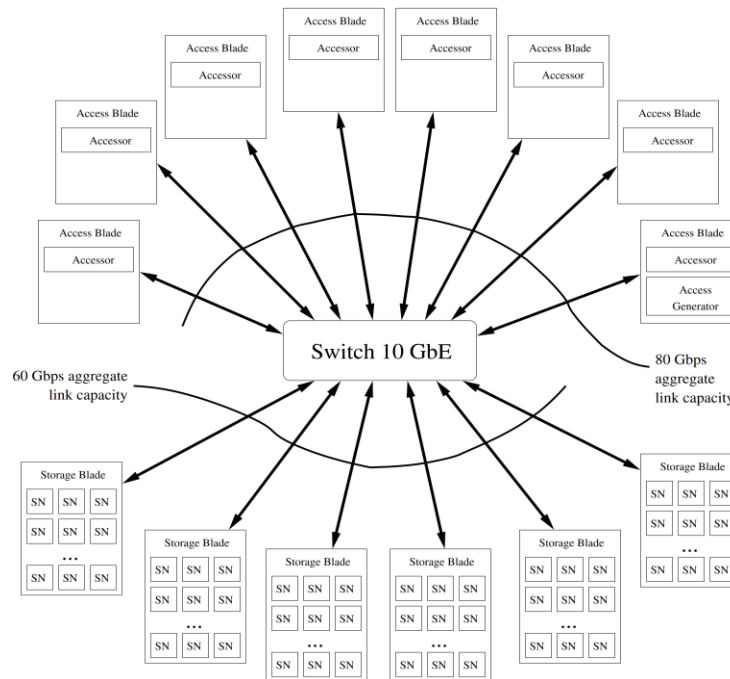 Access Blade
Accessor
Access Blade
Accessor
Access Blade
Accessor
Access Blade
Accessor
Access Blade
Accessor
Access Blade
Accessor
Access Blade
Accessor
Access Blade
Accessor
Access
Generator
Switch 10 GbE
60 Gbps aggregate
link capacity
80 Gbps
aggregate
link capacity
Storage Blade
SN SN SN
SN SN SN
...
SN SN SN
Storage Blade
SN SN SN
SN SN SN
...
SN SN SN
Storage Blade
SN SN SN
SN SN SN
...
SN SN SN
Storage Blade
SN SN SN
SN SN SN
...
SN SN SN
Storage Blade
SN SN SN
SN SN SN
...
SN SN SN
Storage Blade
SN SN SN
SN SN SN
...
SN SN SN